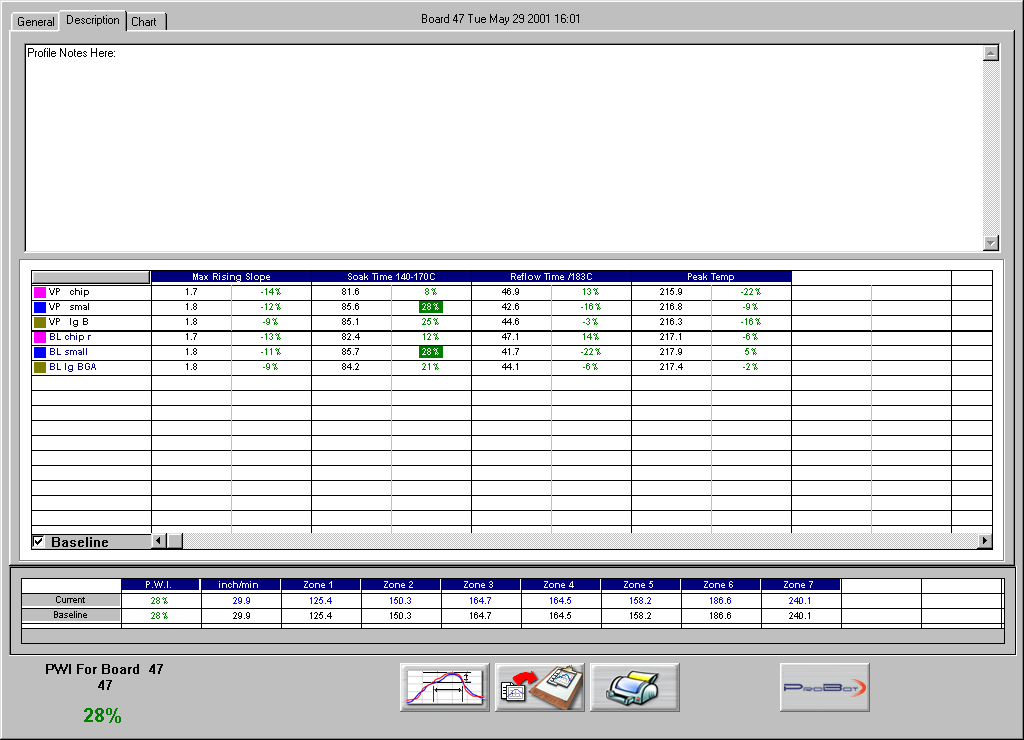 Board 47 Tue May 29 2001 16:01
General Description Chart
Profile Notes Here:
Max Rising Slope Soak Time 140-170C Reflow Time /183C Peak Temp
VP chip 1.7 -14% 81.6 8% 46.9 13% 215.9 -22%
VP smal 1.8 -12% 85.6 28% 42.6 -16% 216.8 -9%
VP lg B 1.8 -9% 85.1 25% 44.6 -3% 216.3 -16%
BL chip r 1.7 -13% 82.4 12% 47.1 14% 217.1 -6%
BL small 1.8 -11% 85.7 28% 41.7 -22% 217.9 5%
BL lg BGA 1.8 -9% 84.2 21% 44.1 -6% 217.4 -2%
Baseline
P.W.I. inch/min Zone 1 Zone 2 Zone 3 Zone 4 Zone 5 Zone 6 Zone 7
Current 28% 29.9 125.4 150.3 164.7 164.5 158.2 186.6 240.1
Baseline 28% 29.9 125.4 150.3 164.7 164.5 158.2 186.6 240.1
PWI For Board 47
47
28%
PROBOT